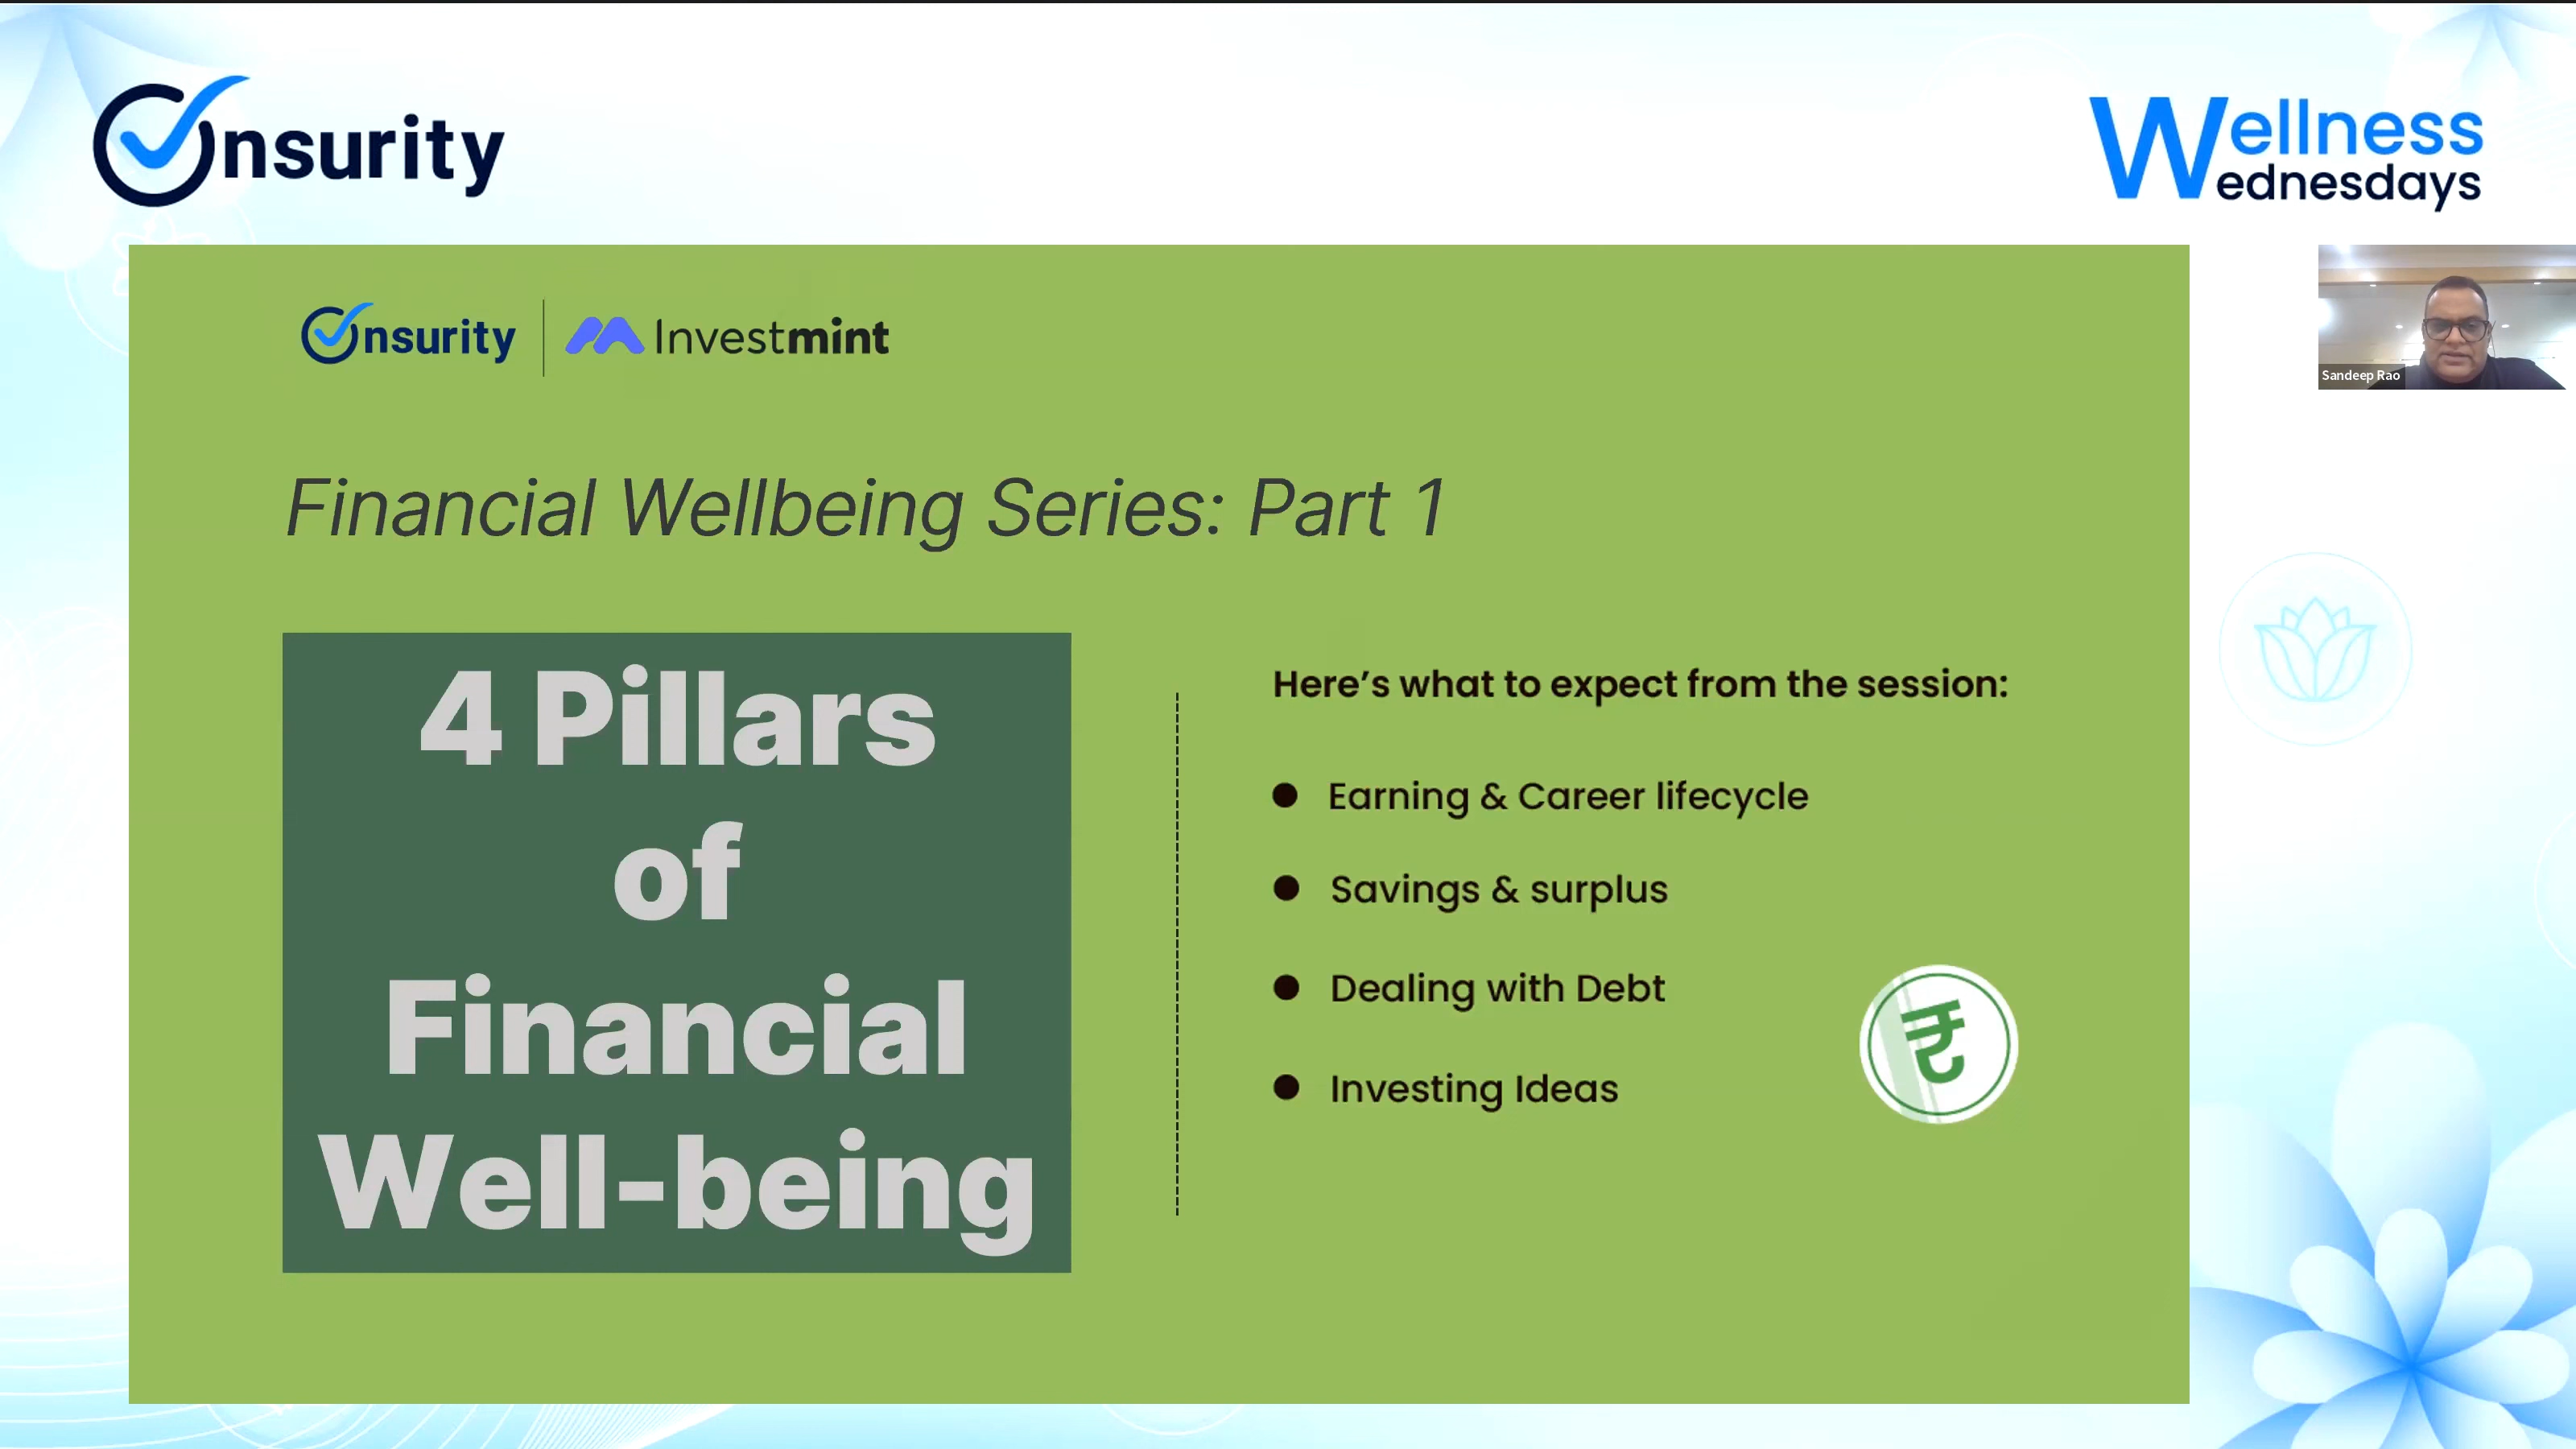 Onsurity
Wellness
Wednesdays
Sandeep Rao
Onsurity | Investmint
Financial Wellbeing Series: Part 1
4 Pillars
of
Financial
Well-being
Here's what to expect from the session:
● Earning & Career lifecycle
● Savings & surplus
● Dealing with Debt
● Investing Ideas
₹